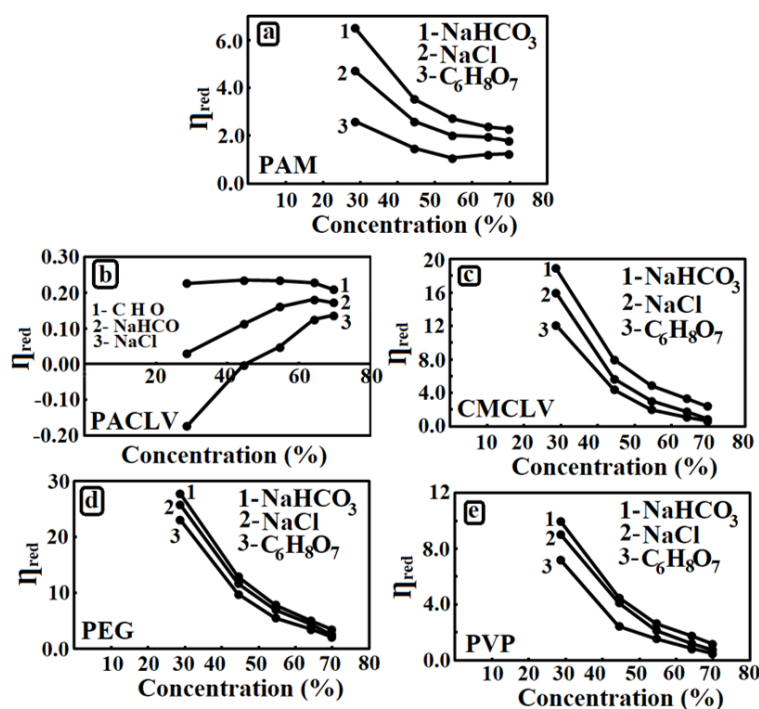 a
1-NaHCO₃
2-NaCl
3-C₆H₈O₇
6.0
4.0
2.0
0.0
ηred
1
2
3
PAM
10 20 30 40 50 60 70 80
Concentration (%)
b
0.30
0.20
0.10
0.00
-0.10
-0.20
ηred
1- C H O
2- NaHCO
3- NaCl
1
2
3
20 40 60 80
PACLV
Concentration (%)
c
20
16
12
8.0
4.0
0.0
ηred
1
2
3
1-NaHCO₃
2-NaCl
3-C₆H₈O₇
CMCLV
10 20 30 40 50 60 70 80
Concentration (%)
d
30
20
10
0.0
ηred
1
2
3
1-NaHCO₃
2-NaCl
3-C₆H₈O₇
PEG
10 20 30 40 50 60 70 80
Concentration (%)
e
12
8.0
4.0
0.0
ηred
1
2
3
1-NaHCO₃
2-NaCl
3-C₆H₈O₇
PVP
10 20 30 40 50 60 70 80
Concentration (%)